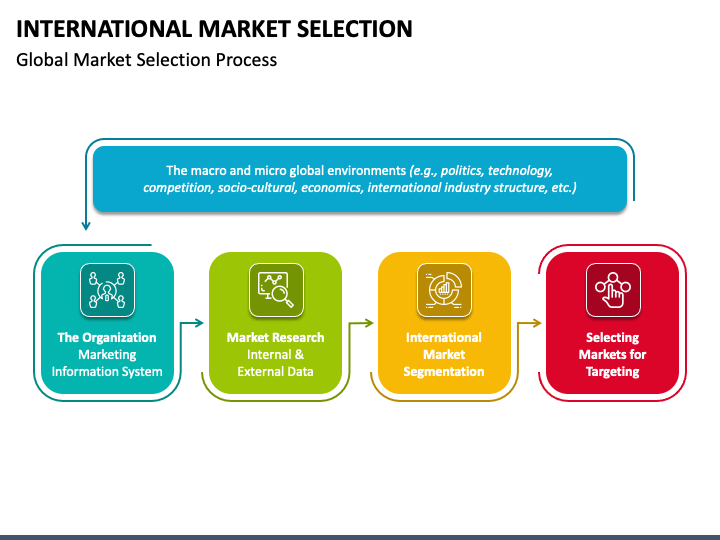 INTERNATIONAL MARKET SELECTION
Global Market Selection Process
The macro and micro global environments (e.g., politics, technology,
competition, socio-cultural, economics, international industry structure, etc.)
The Organization
Marketing
Information System
Market Research
Internal &
External Data
International
Market
Segmentation
Selecting
Markets for
Targeting